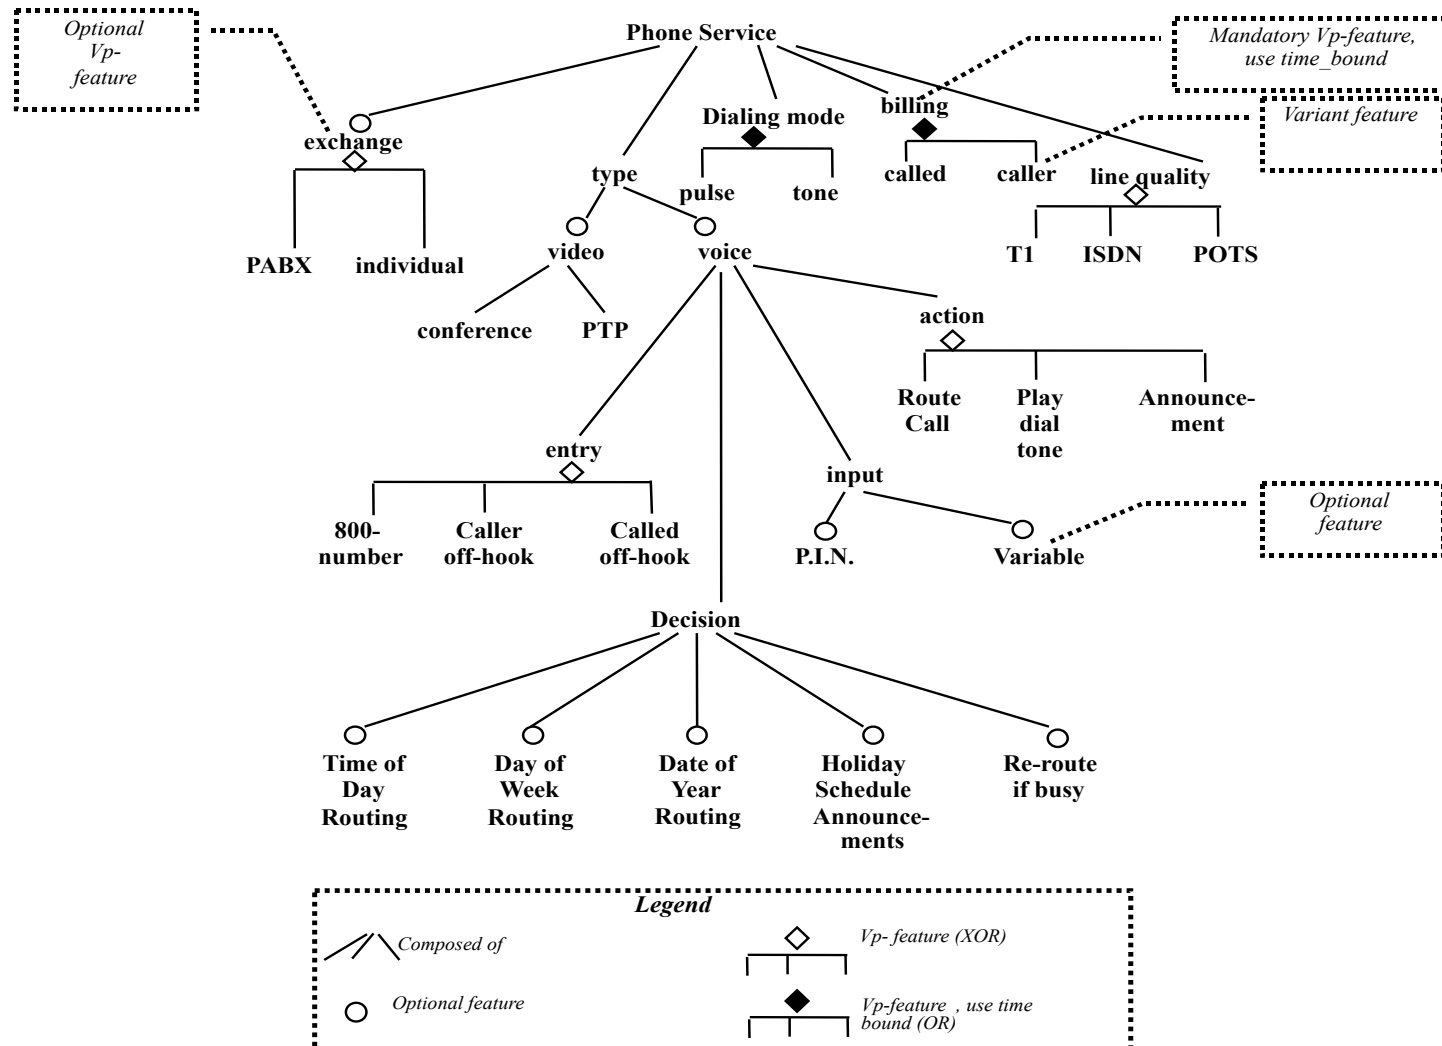 Optional
Vp-
feature
Phone Service
Mandatory Vp-feature,
use time_bound
Variant feature
exchange
Dialing mode
billing
type
pulse
tone
called
caller
line quality
PABX
individual
video
voice
T1
ISDN
POTS
conference
PTP
action
Route
Call
Play
dial
tone
Announce-
ment
entry
input
800-
number
Caller
off-hook
Called
off-hook
P.I.N.
Variable
Optional
feature
Decision
Time of
Day
Routing
Day of
Week
Routing
Date of
Year
Routing
Holiday
Schedule
Announce-
ments
Re-route
if busy
Legend
Composed of
Vp- feature (XOR)
Optional feature
Vp-feature , use time
bound (OR)